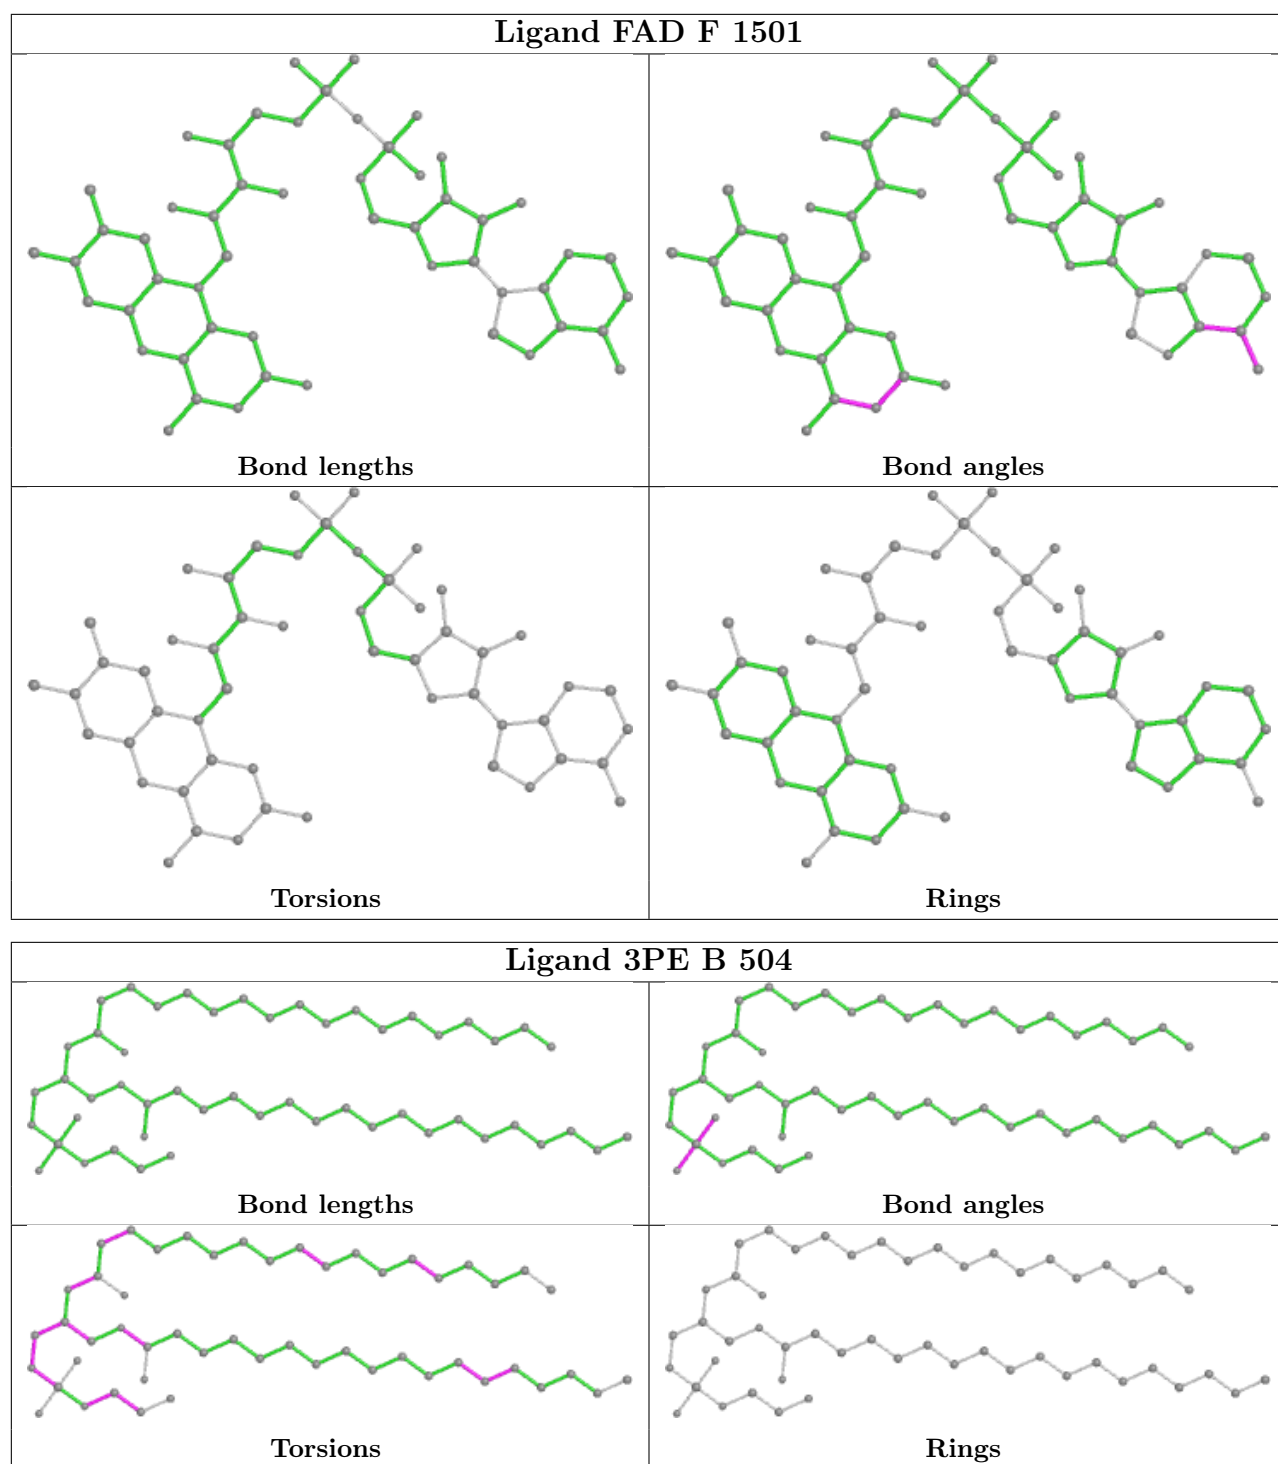 Ligand FAD F 1501
Bond lengths
Bond angles
Torsions
Rings
Ligand 3PE B 504
Bond lengths
Bond angles
Torsions
Rings